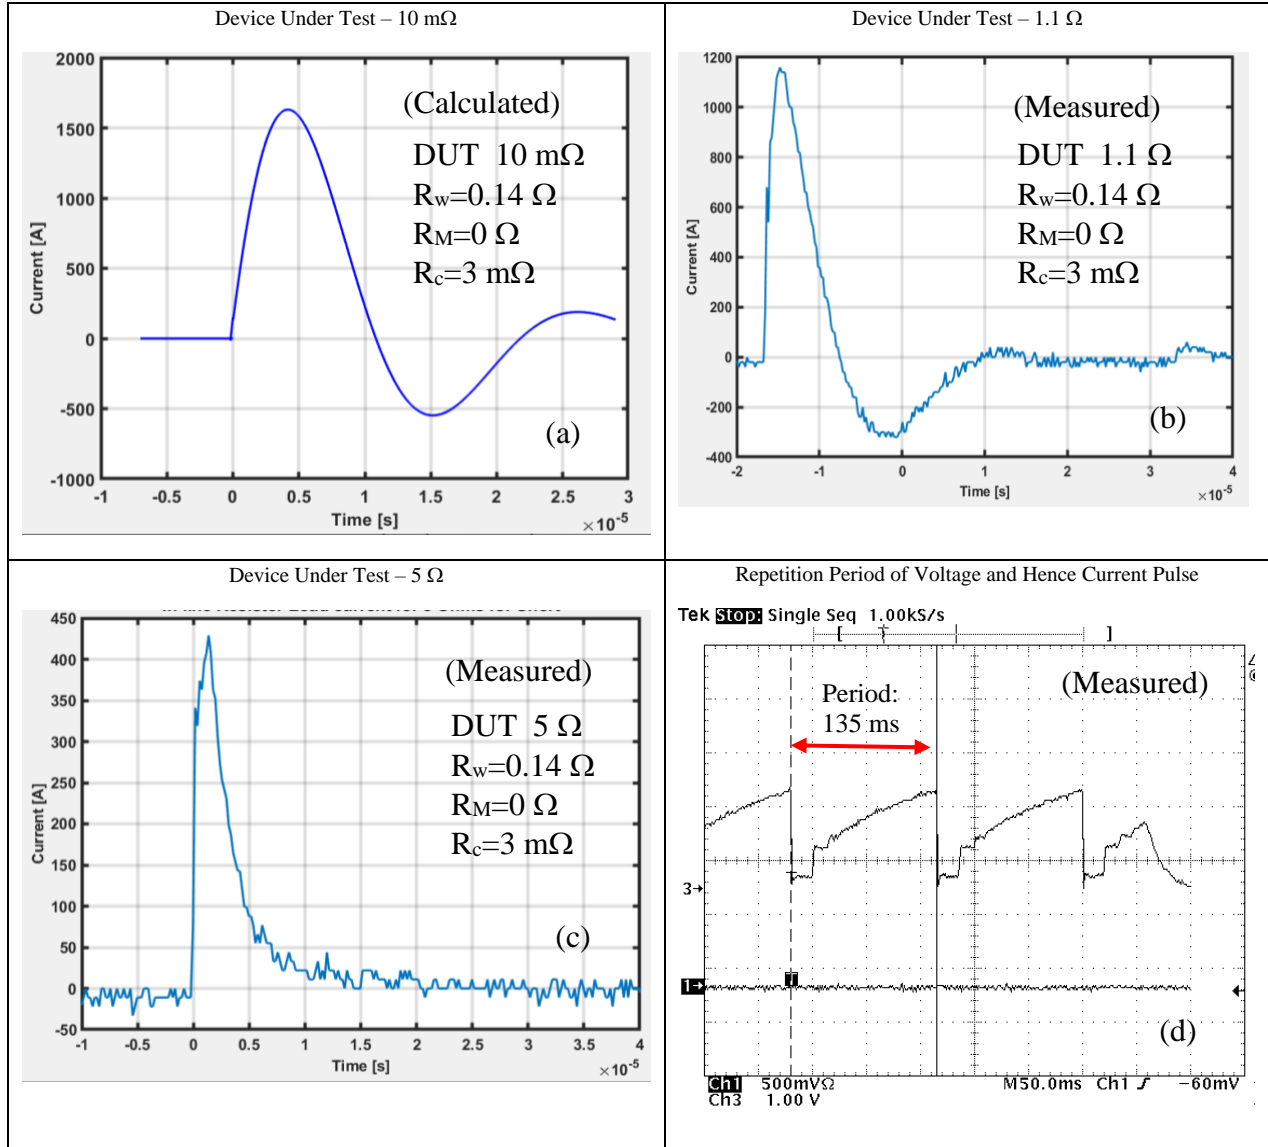 Device Under Test – 10 mΩ
2000
1500
1000
500
0
-500
-1000
-1 -0.5 0 0.5 1 1.5 2 2.5 3
Current [A]
Time [s]
×10-5
(Calculated)
DUT 10 mΩ
Rw=0.14 Ω
RM=0 Ω
Rc=3 mΩ
(a)
Device Under Test – 1.1 Ω
1200
1000
800
600
400
200
0
-200
-400
-2 -1 0 1 2 3 4
Current [A]
Time [s]
×10-5
(Measured)
DUT 1.1 Ω
Rw=0.14 Ω
RM=0 Ω
Rc=3 mΩ
(b)
Device Under Test – 5 Ω
450
400
350
300
250
200
150
100
50
0
-50
-1 -0.5 0 0.5 1 1.5 2 2.5 3 3.5 4
Current [A]
Time [s]
×10-5
(Measured)
DUT 5 Ω
Rw=0.14 Ω
RM=0 Ω
Rc=3 mΩ
(c)
Repetition Period of Voltage and Hence Current Pulse
Tek Stop: Single Seq 1.00kS/s
[ ]
(Measured)
Period:
135 ms
T
3→
1→
(d)
Ch1 500mVΩ M50.0ms Ch1 ∫ -60mV
Ch3 1.00 V